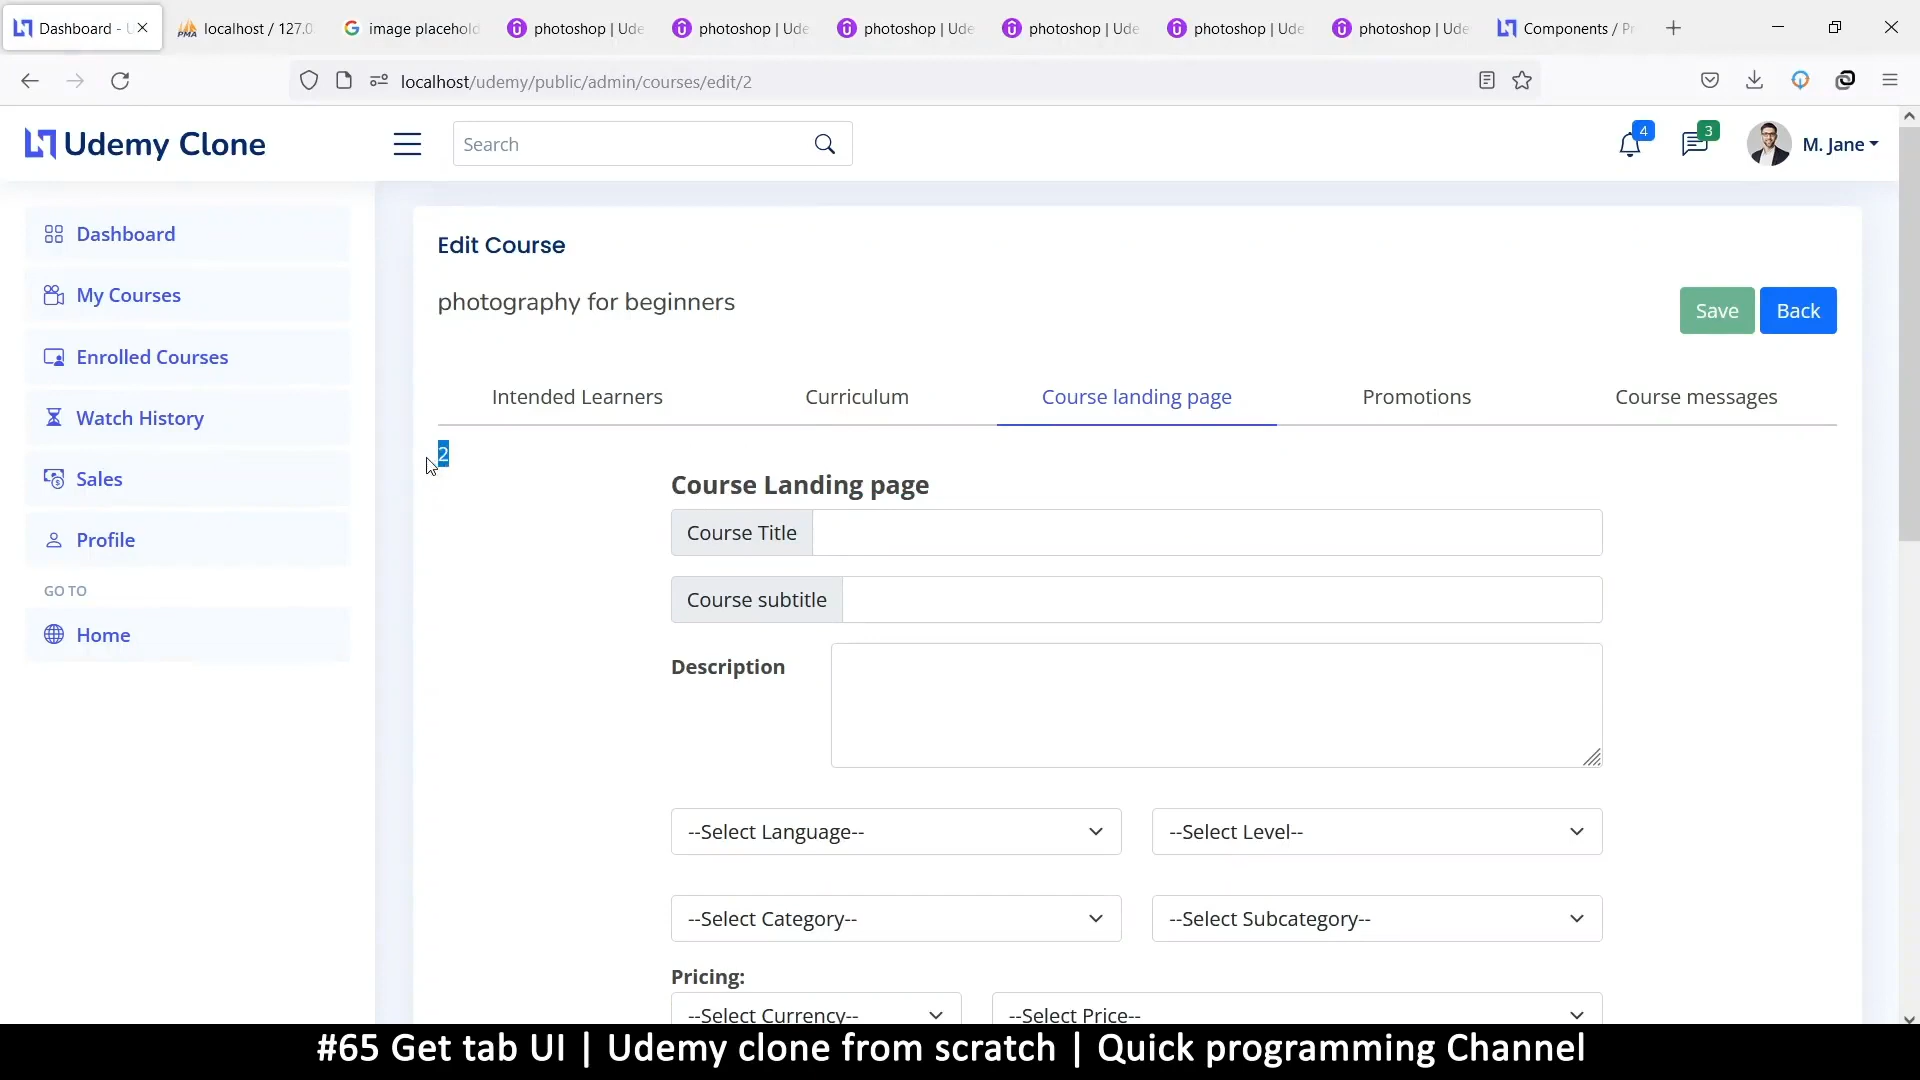 Dashboard - U
localhost / 127.0
image placehold
photoshop | Ude
photoshop | Ude
photoshop | Ude
photoshop | Ude
photoshop | Ude
photoshop | Ude
Components / Pr
localhost/udemy/public/admin/courses/edit/2
Udemy Clone
Search
4
3
M. Jane
Dashboard
My Courses
Enrolled Courses
Watch History
Sales
Profile
GO TO
Home
Edit Course
photography for beginners
Save
Back
Intended Learners
Curriculum
Course landing page
Promotions
Course messages
2
Course Landing page
Course Title
Course subtitle
Description
--Select Language--
--Select Level--
--Select Category--
--Select Subcategory--
Pricing:
--Select Currency--
--Select Price--
#65 Get tab UI | Udemy clone from scratch | Quick programming Channel